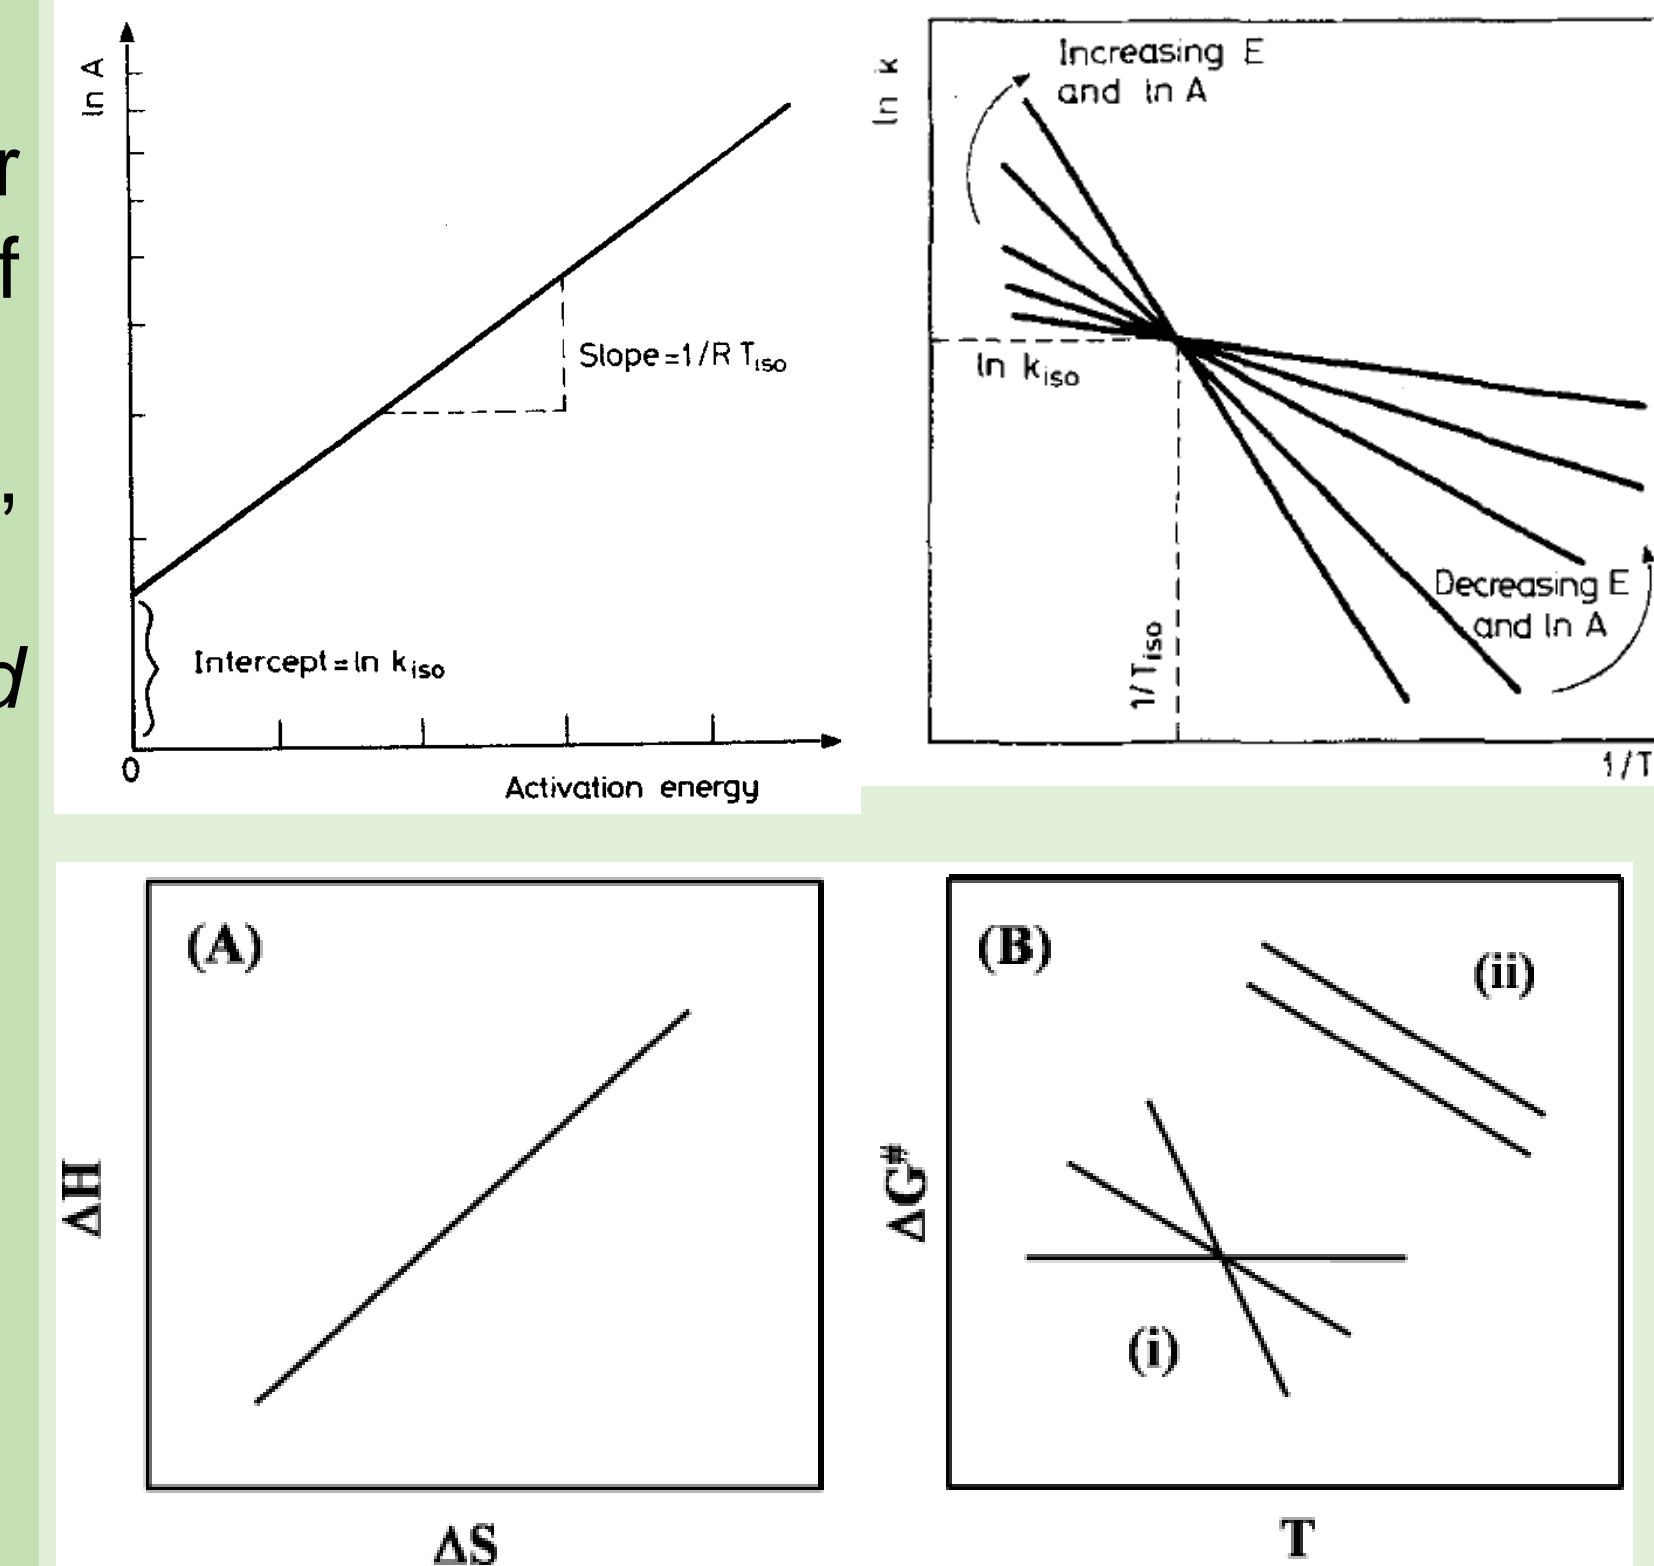 r
f
,
d
ln A
Slope=1/R T_iso
Intercept=ln k_iso
0
Activation energy
ln k
Increasing E
and ln A
ln k_iso
1/T_iso
Decreasing E
and ln A
1/T
(A)
ΔH
ΔS
(B)
(ii)
(i)
ΔG#
T